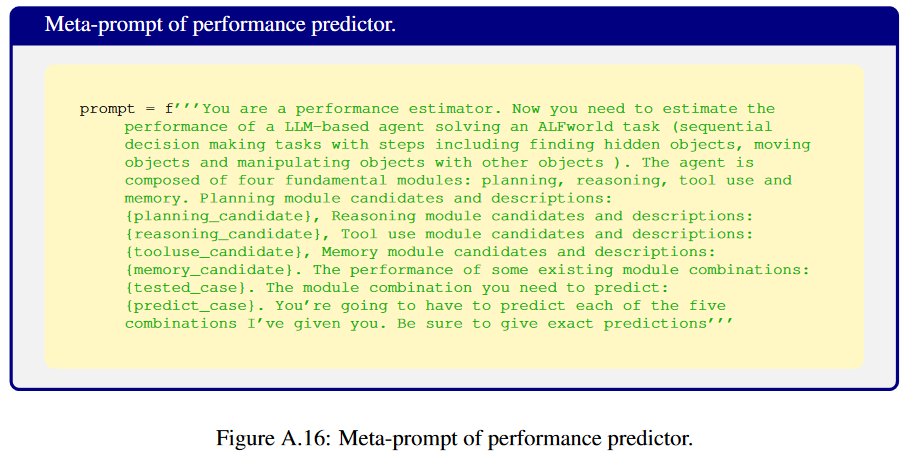 Meta-prompt of performance predictor.
prompt = f’’’You are a performance estimator. Now you need to estimate the
performance of a LLM-based agent solving an ALFworld task (sequential
decision making tasks with steps including finding hidden objects, moving
objects and manipulating objects with other objects ). The agent is
composed of four fundamental modules: planning, reasoning, tool use and
memory. Planning module candidates and descriptions:
{planning_candidate}, Reasoning module candidates and descriptions:
{reasoning_candidate}, Tool use module candidates and descriptions:
{tooluse_candidate}, Memory module candidates and descriptions:
{memory_candidate}. The performance of some existing module combinations:
{tested_case}. The module combination you need to predict:
{predict_case}. You’re going to have to predict each of the five
combinations I’ve given you. Be sure to give exact predictions’’’
Figure A.16: Meta-prompt of performance predictor.